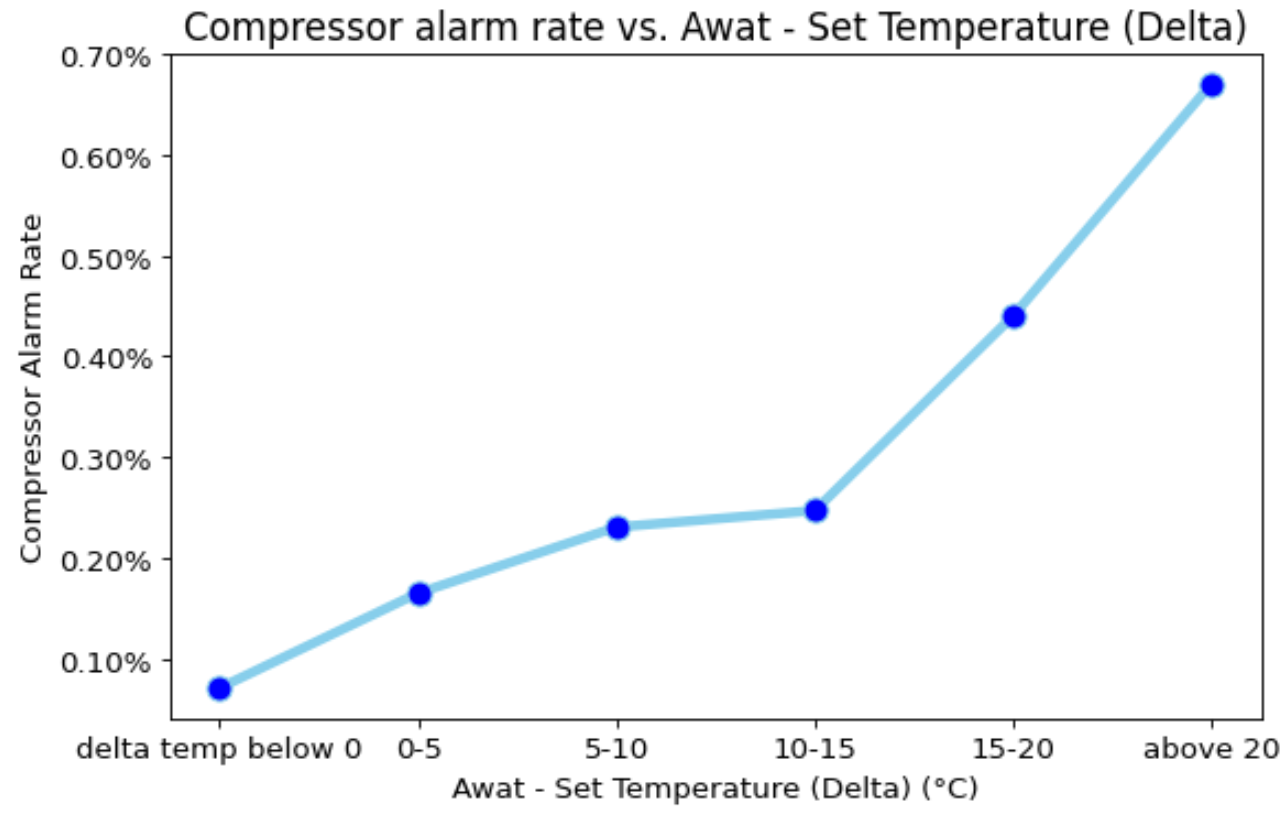 Compressor alarm rate vs. Awat - Set Temperature (Delta)
0.70%
0.60%
0.50%
0.40%
0.30%
0.20%
0.10%
Compressor Alarm Rate
delta temp below 0 0-5 5-10 10-15 15-20 above 20
Awat - Set Temperature (Delta) (°C)